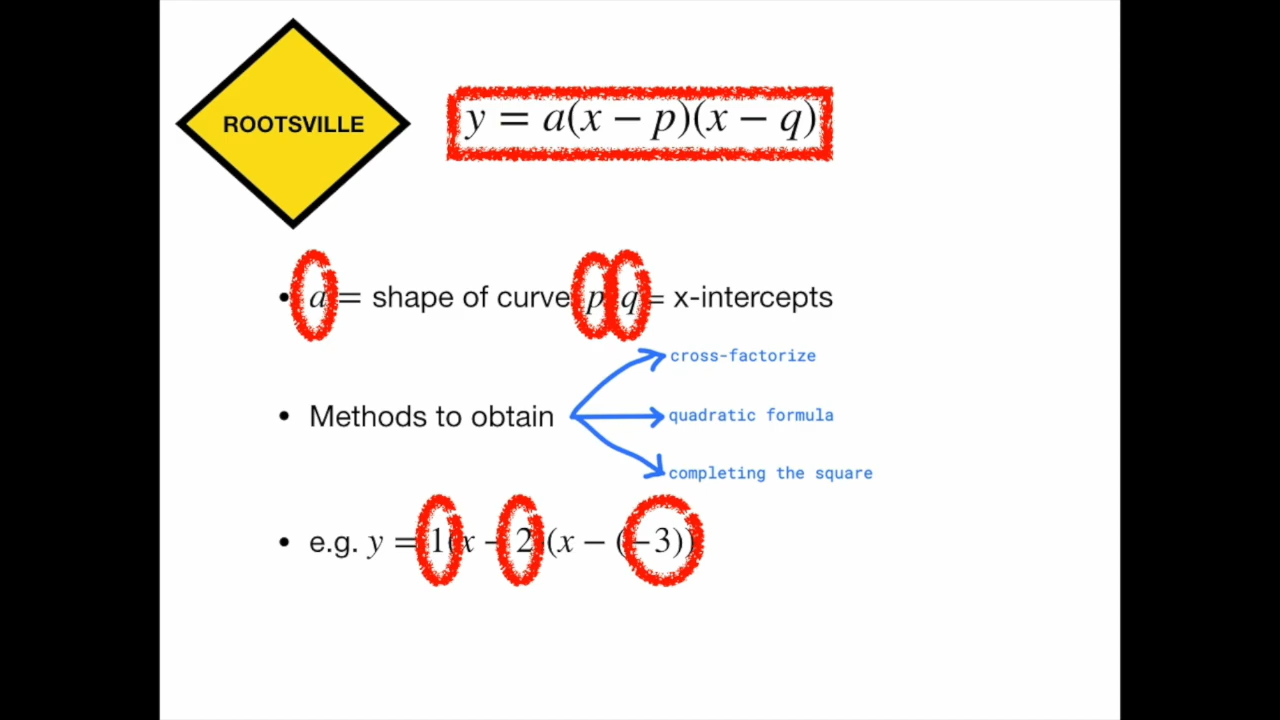 ROOTSVILLE
y = a(x − p)(x − q)
• a = shape of curve p q = x-intercepts
cross-factorize
• Methods to obtain
quadratic formula
completing the square
• e.g. y = 1(x − 2)(x − (−3))